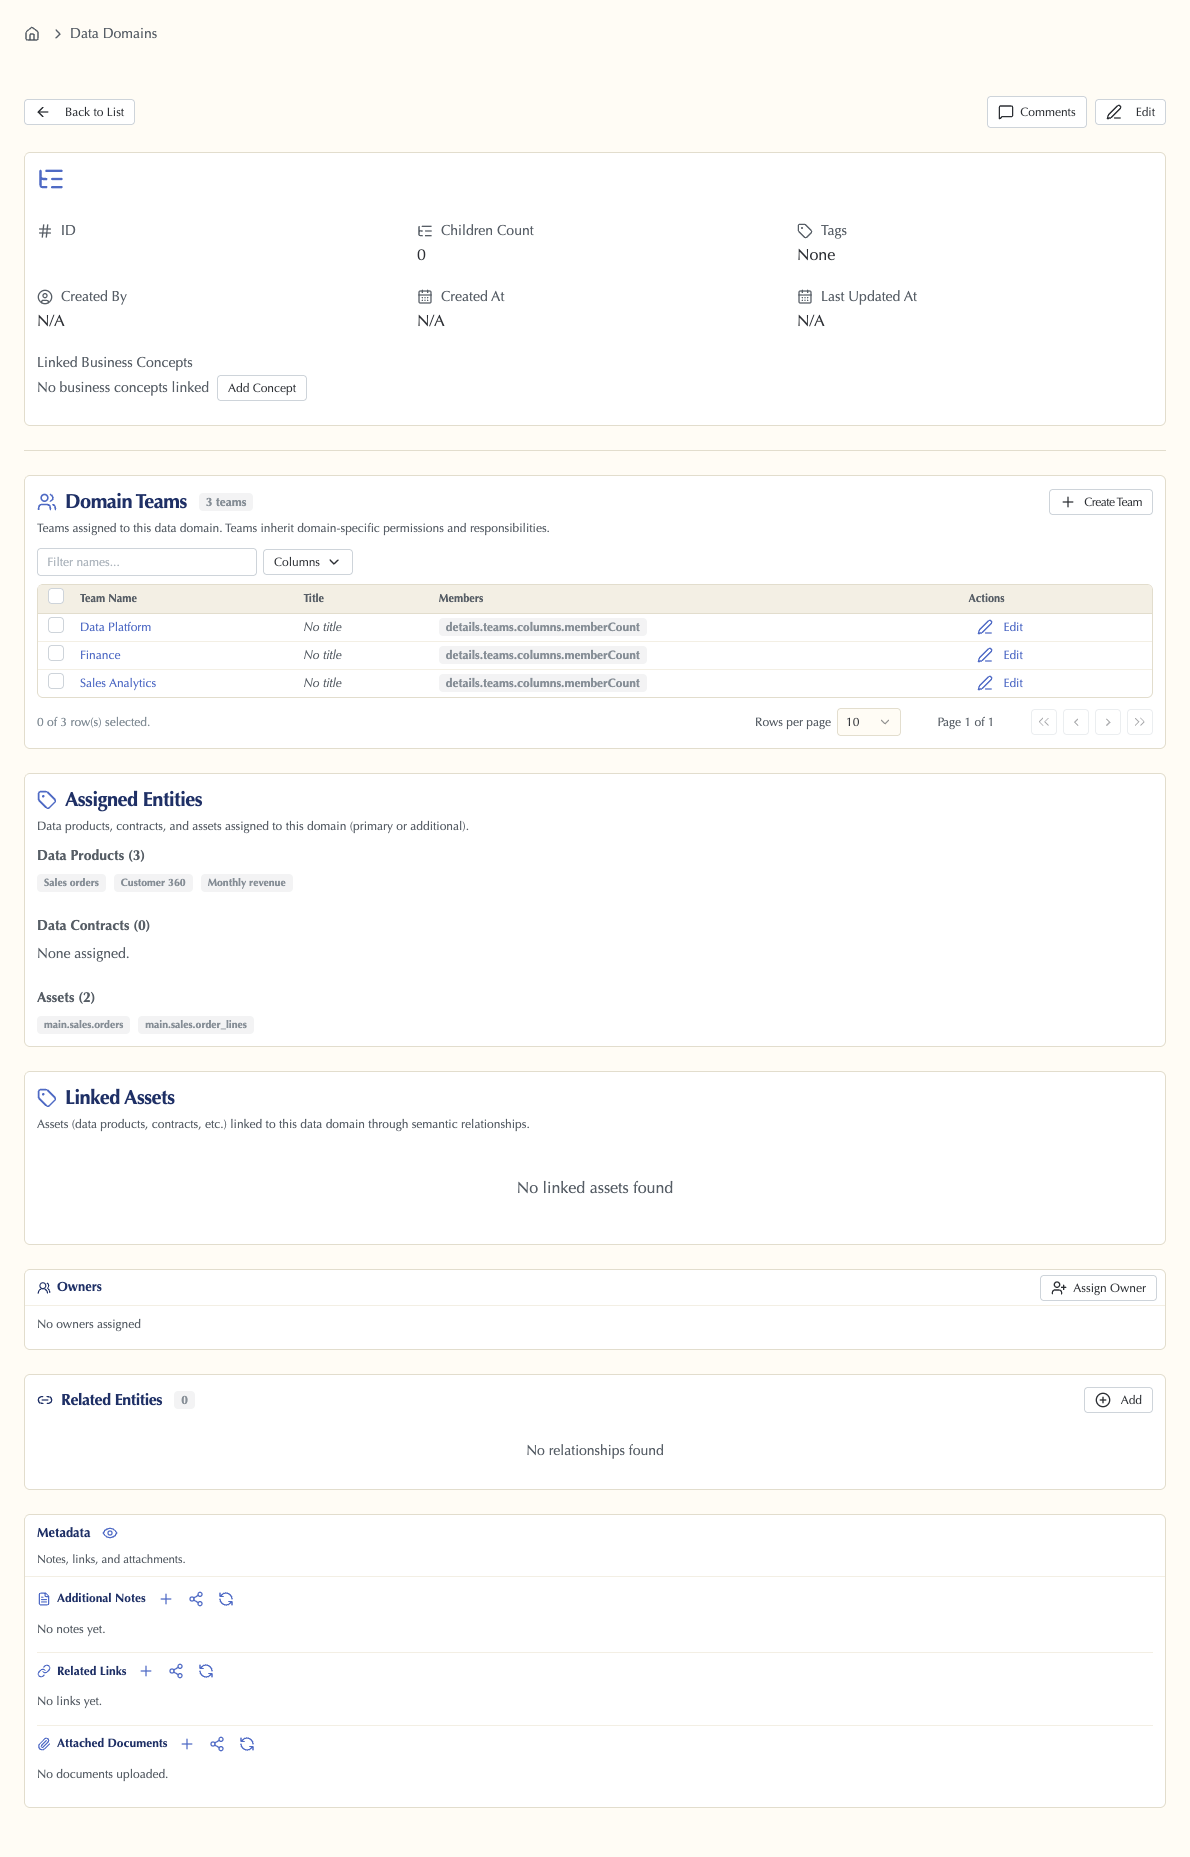 Data Domains
Back to List
Comments
Edit
ID
Children Count
Tags
0
None
Created By
Created At
Last Updated At
N/A
N/A
N/A
Linked Business Concepts
No business concepts linked
Add Concept
Domain Teams
3 teams
Create Team
Teams assigned to this data domain. Teams inherit domain-specific permissions and responsibilities.
Filter names...
Columns
Team Name Title Members Actions
Data Platform No title details.teams.columns.memberCount Edit
Finance No title details.teams.columns.memberCount Edit
Sales Analytics No title details.teams.columns.memberCount Edit
0 of 3 row(s) selected.
Rows per page 10
Page 1 of 1
Assigned Entities
Data products, contracts, and assets assigned to this domain (primary or additional).
Data Products (3)
Sales orders Customer 360 Monthly revenue
Data Contracts (0)
None assigned.
Assets (2)
main.sales.orders main.sales.order_lines
Linked Assets
Assets (data products, contracts, etc.) linked to this data domain through semantic relationships.
No linked assets found
Owners
Assign Owner
No owners assigned
Related Entities 0
Add
No relationships found
Metadata
Notes, links, and attachments.
Additional Notes
No notes yet.
Related Links
No links yet.
Attached Documents
No documents uploaded.